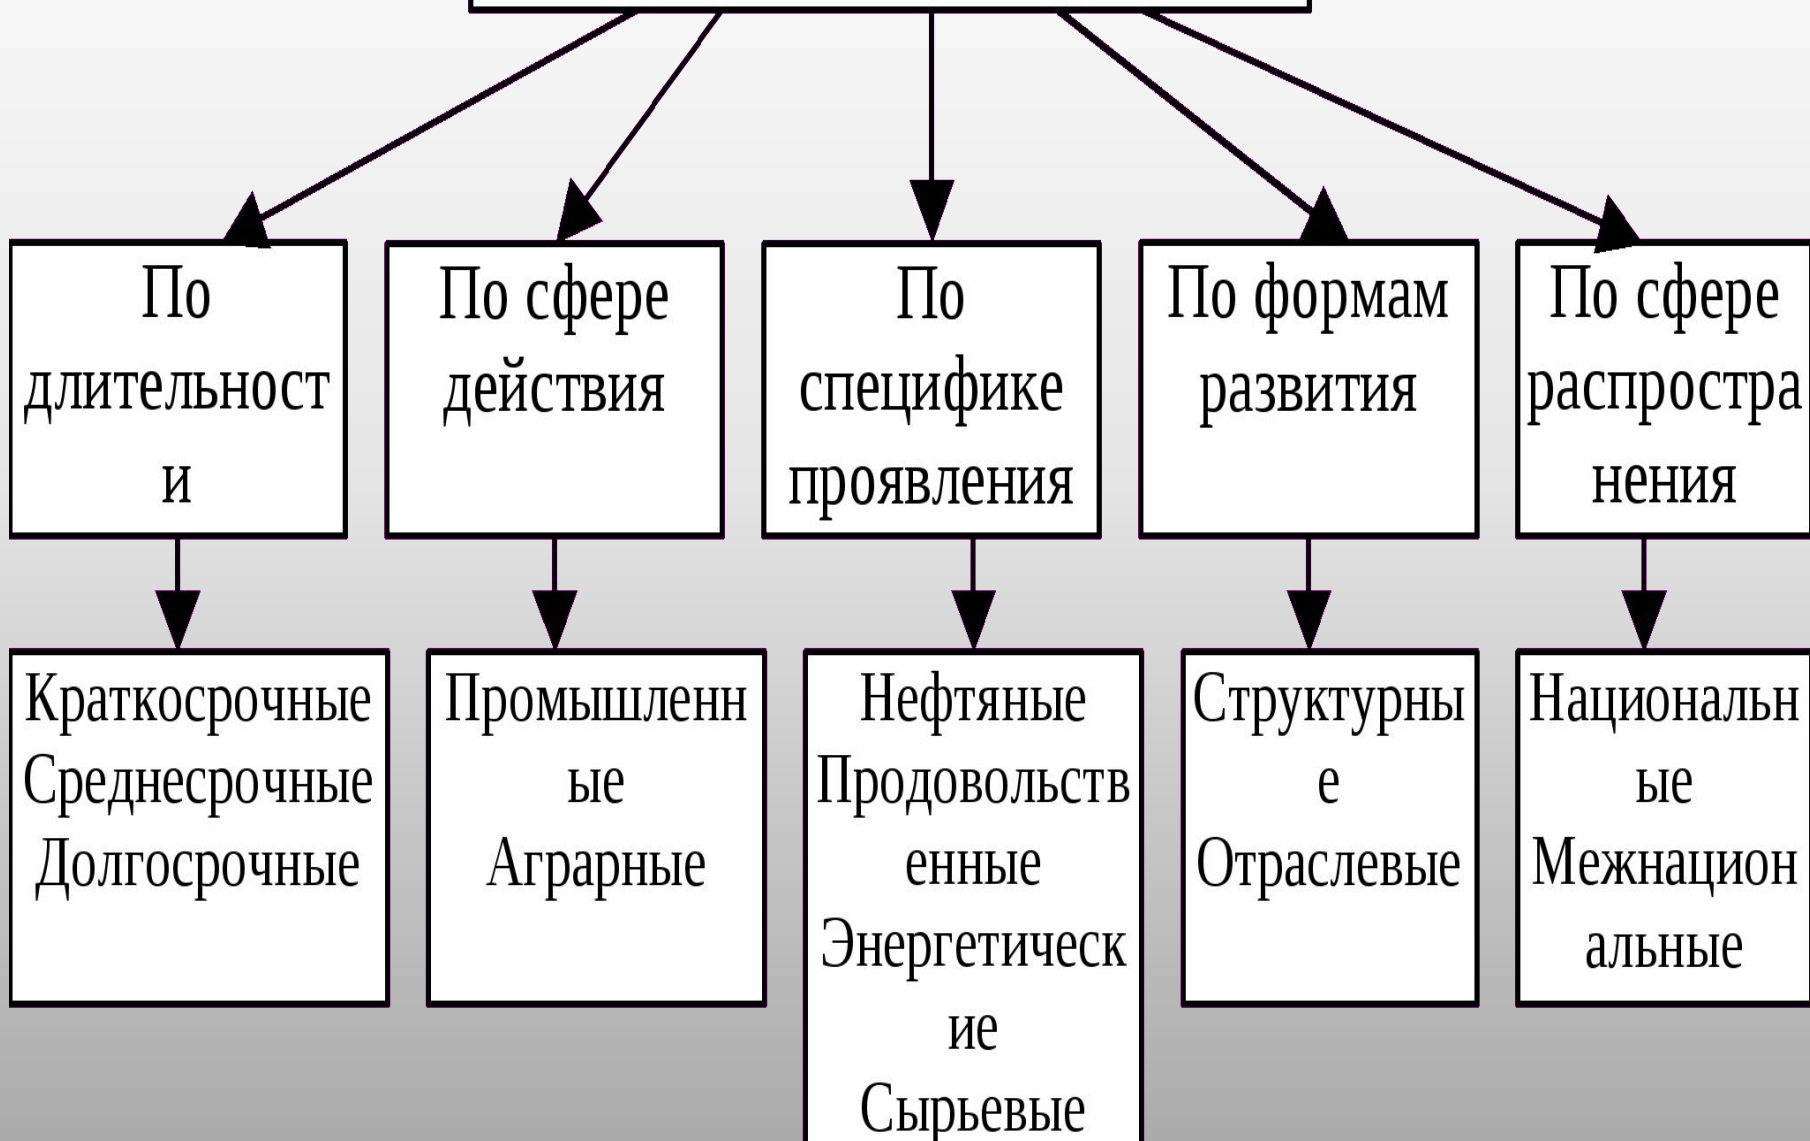 По
длительност
и
По сфере
действия
По
специфике
проявления
По формам
развития
По сфере
распростра
нения
Краткосрочные
Среднесрочные
Долгосрочные
Промышленн
ые
Аграрные
Нефтяные
Продовольств
енные
Энергетическ
ие
Сырьевые
Структурны
е
Отраслевые
Национальн
ые
Межнацион
альные